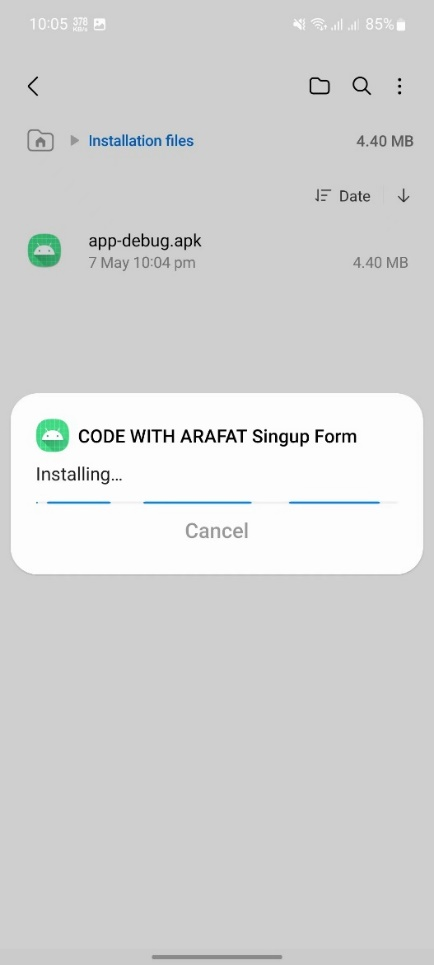 10:05 378 KB/s 85%
Installation files 4.40 MB
Date
app-debug.apk
7 May 10:04 pm 4.40 MB
CODE WITH ARAFAT Singup Form
Installing...
Cancel